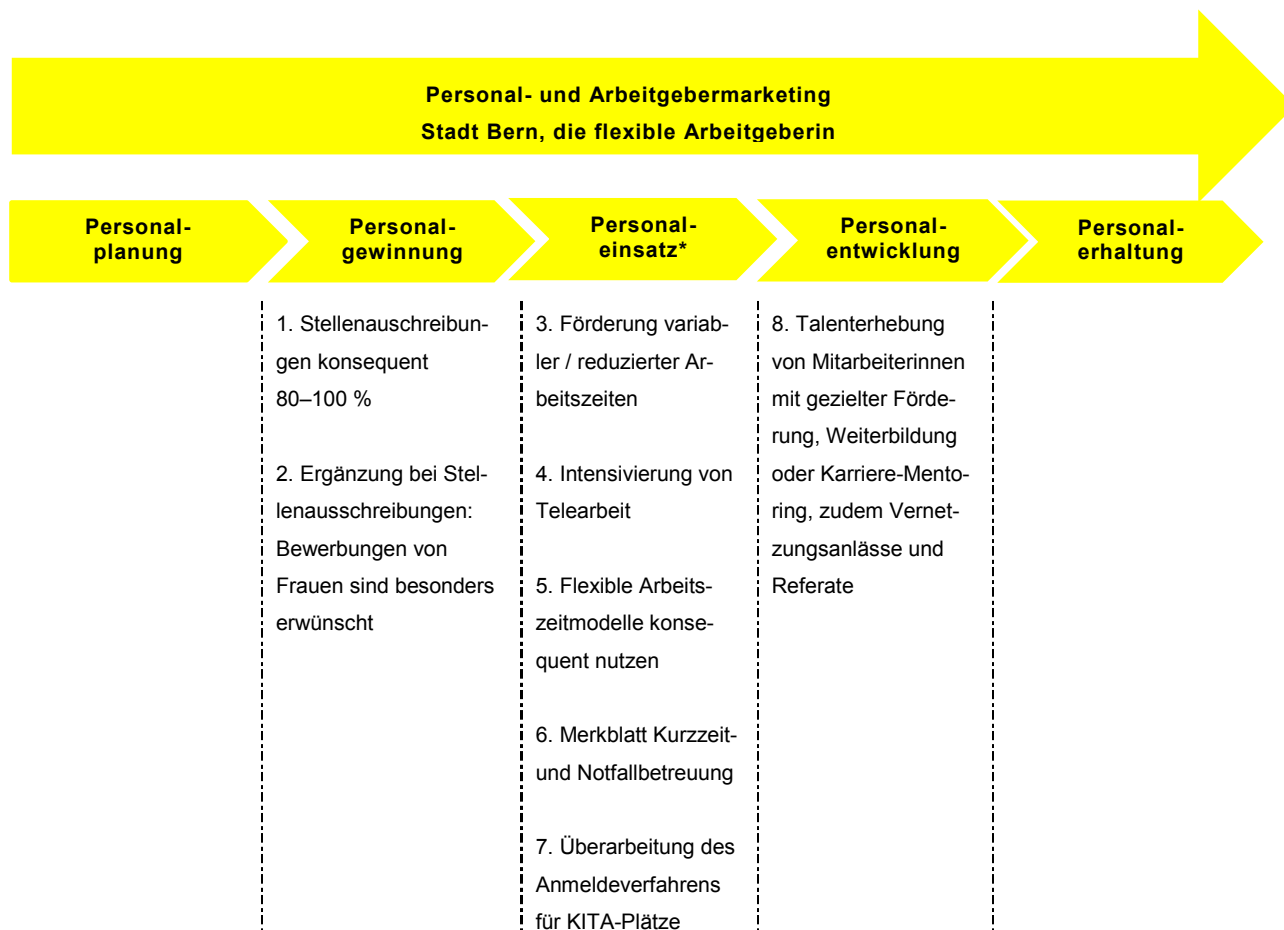 Personal- und Arbeitgebermarketing
Stadt Bern, die flexible Arbeitgeberin
Personal-
planung
Personal-
gewinnung
Personal-
einsatz*
Personal-
entwicklung
Personal-
erhaltung
1. Stellenauschreibun-
gen konsequent
80–100 %
2. Ergänzung bei Stel-
lenausschreibungen:
Bewerbungen von
Frauen sind besonders
erwünscht
3. Förderung variab-
ler / reduzierter Ar-
beitszeiten
4. Intensivierung von
Telearbeit
5. Flexible Arbeits-
zeitmodelle konse-
quent nutzen
6. Merkblatt Kurzzeit-
und Notfallbetreuung
7. Überarbeitung des
Anmeldeverfahrens
für KITA-Plätze
8. Talenterhebung
von Mitarbeiterinnen
mit gezielter Förde-
rung, Weiterbildung
oder Karriere-Mento-
ring, zudem Vernet-
zungsanlässe und
Referate